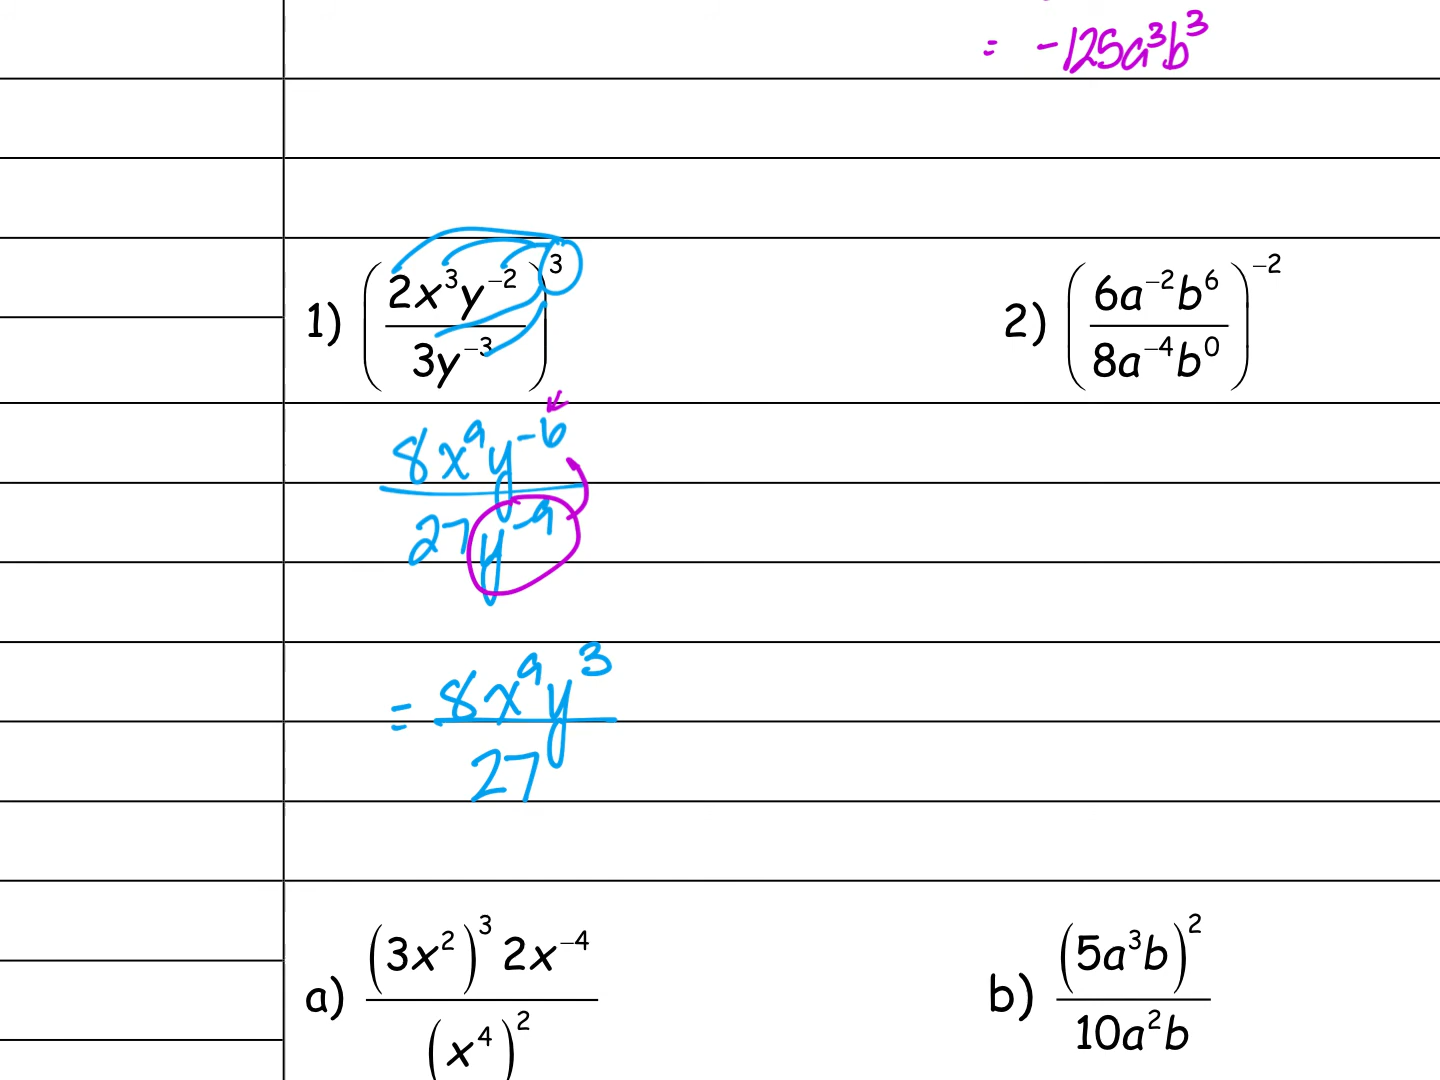 = -125a³b³
1) (2x³y⁻² / 3y⁻³)³
2) (6a⁻²b⁶ / 8a⁻⁴b⁰)⁻²
8x⁹y⁻⁶
27y⁻⁹
= 8x⁹y³
27
a) (3x²)³ 2x⁻⁴ / (x⁴)²
b) (5a³b)² / 10a²b